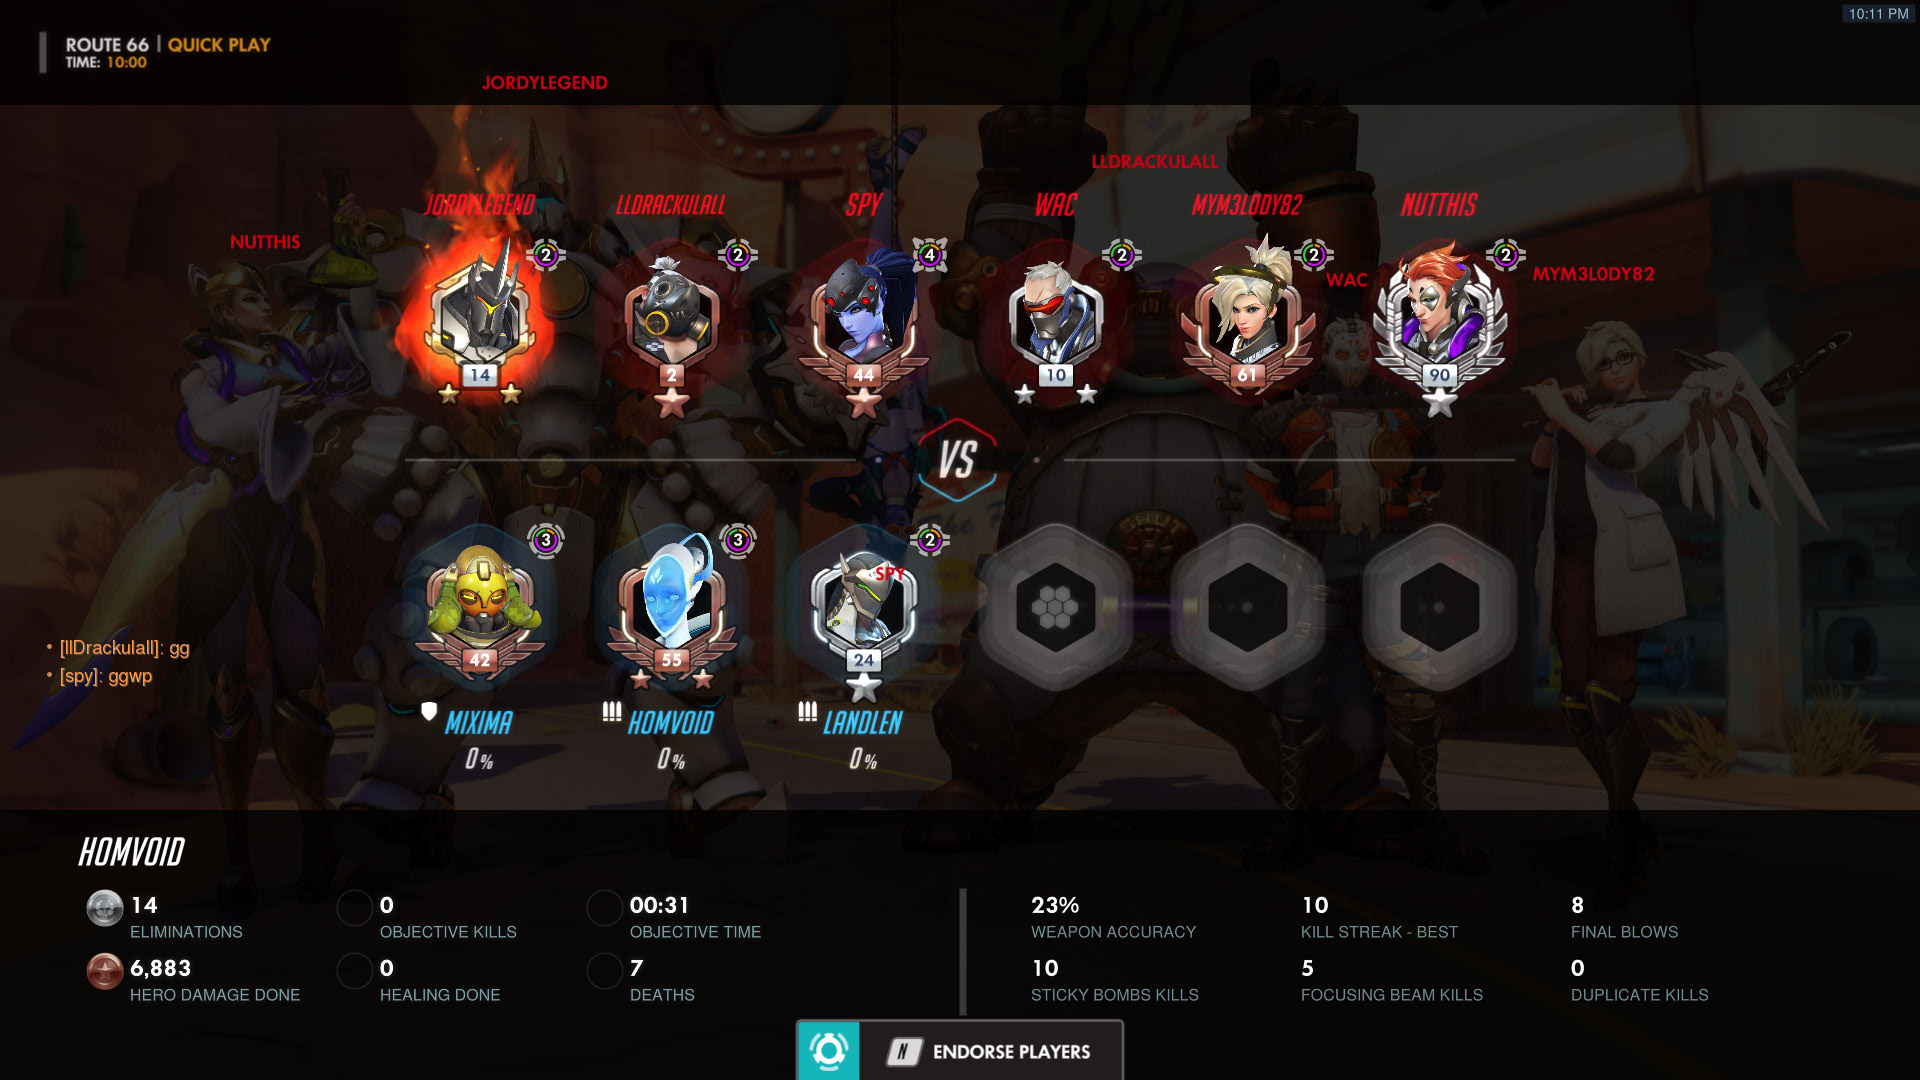 10:11 PM
ROUTE 66 | QUICK PLAY
TIME: 10:00
JORDYLEGEND
LLDRACKULALL
JORDYLEGEND LLDRACKULALL SPY WAC MYM3L0DY82 NUTTHIS
NUTTHIS
2 2 4 2 2 2
MYM3L0DY82
WAC
14 2 44 10 61 90
VS
3 3 2
SPY
42 55 24
• [llDrackulall]: gg
• [spy]: ggwp
MIXIMA HOMVOID LANDLEN
0% 0% 0%
HOMVOID
14 0 00:31 23% 10 8
ELIMINATIONS OBJECTIVE KILLS OBJECTIVE TIME WEAPON ACCURACY KILL STREAK - BEST FINAL BLOWS
6,883 0 7 10 5 0
HERO DAMAGE DONE HEALING DONE DEATHS STICKY BOMBS KILLS FOCUSING BEAM KILLS DUPLICATE KILLS
N ENDORSE PLAYERS